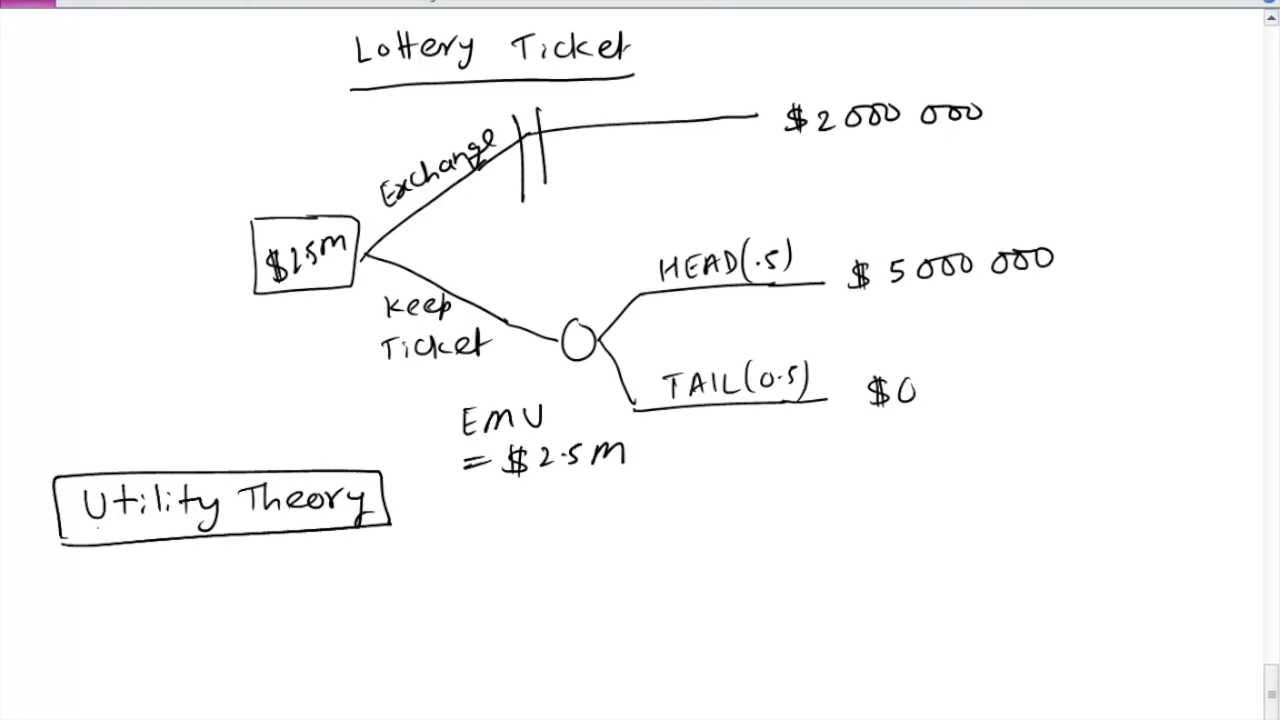 Lottery Ticket
Exchange
$2 000 000
$2.5M
HEAD(.5)
$ 5 000 000
Keep
Ticket
TAIL(0.5)
$0
EMU
= $2.5M
Utility Theory